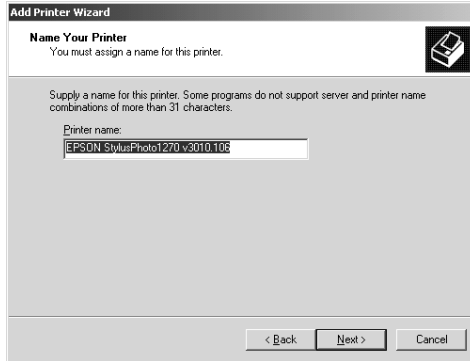 Add Printer Wizard
Name Your Printer
You must assign a name for this printer.
Supply a name for this printer. Some programs do not support server and printer name
combinations of more than 31 characters.
Printer name:
EPSON StylusPhoto1270 v3010.106
< Back Next > Cancel